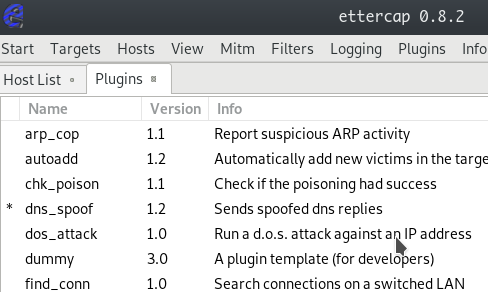 ettercap 0.8.2
Start Targets Hosts View Mitm Filters Logging Plugins Info
Host List Plugins
Name Version Info
arp_cop 1.1 Report suspicious ARP activity
autoadd 1.2 Automatically add new victims in the targe
chk_poison 1.1 Check if the poisoning had success
* dns_spoof 1.2 Sends spoofed dns replies
dos_attack 1.0 Run a d.o.s. attack against an IP address
dummy 3.0 A plugin template (for developers)
find_conn 1.0 Search connections on a switched LAN